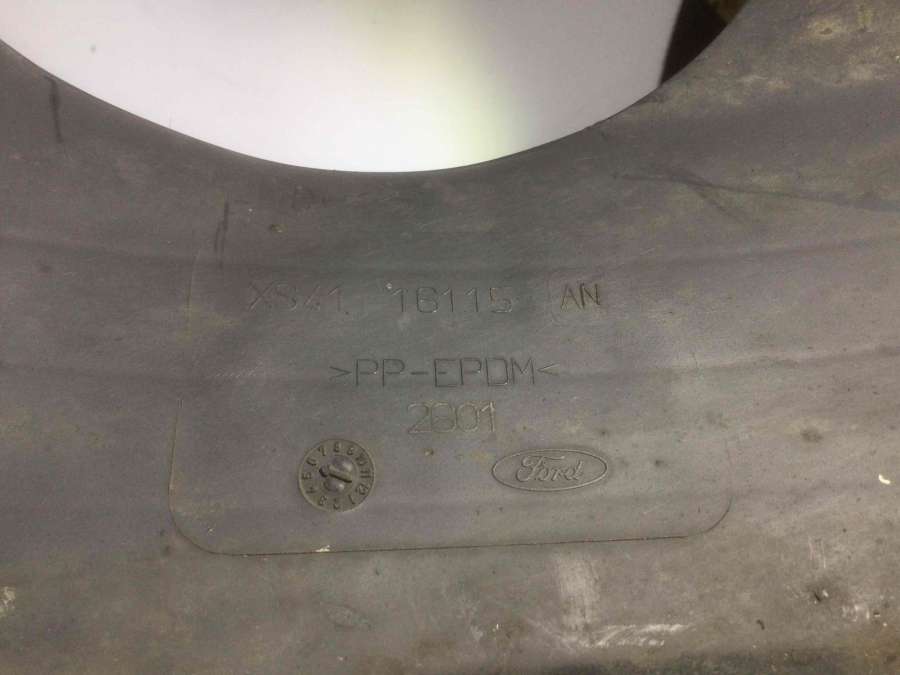 XS41 16115 AN
>PP-EPDM<
2801
Ford